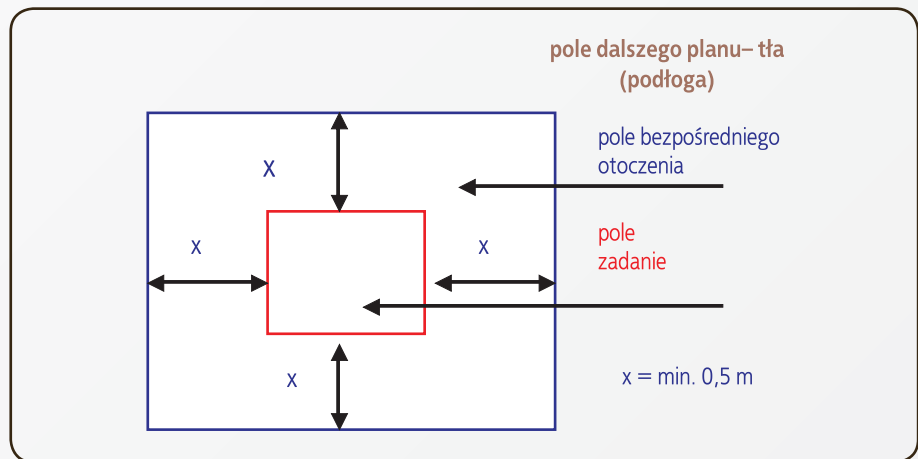 pole dalszego planu– tła
(podłoga)
pole bezpośredniego
otoczenia
X
pole
zadanie
x
x
x
x = min. 0,5 m